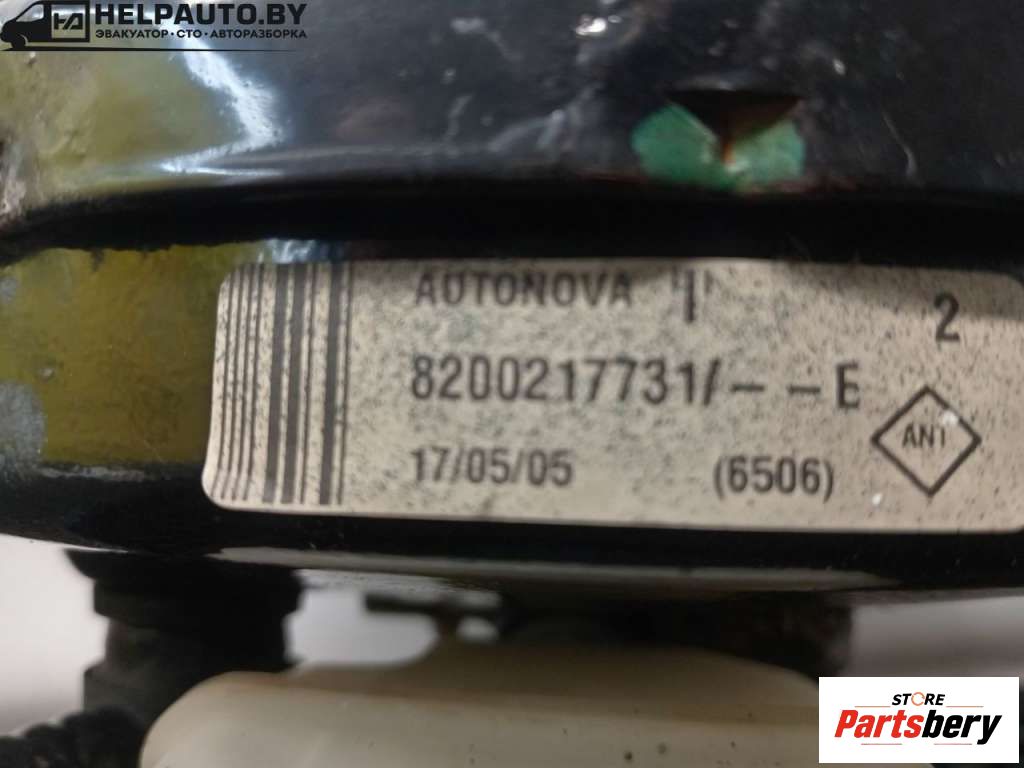 HELPAUTO.BY
ЭВАКУАТОР • СТО • АВТОРАЗБОРКА
AUTONOVA
2
8200217731/--E
ANT
17/05/05 (6506)
STORE
Partsbery